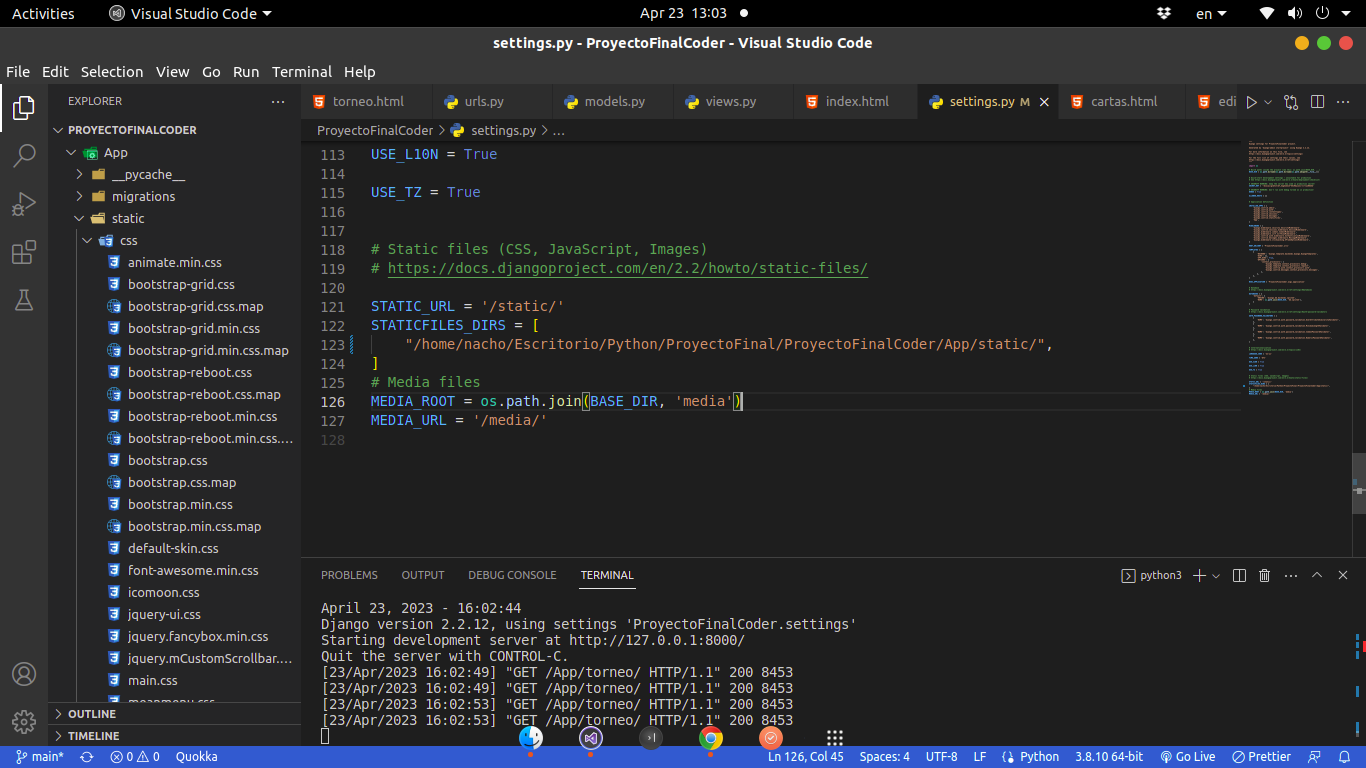 Activities
Visual Studio Code
Apr 23 13:03
en
settings.py - ProyectoFinalCoder - Visual Studio Code
File Edit Selection View Go Run Terminal Help
EXPLORER
PROYECTOFINALCODER
App
__pycache__
migrations
static
css
animate.min.css
bootstrap-grid.css
bootstrap-grid.css.map
bootstrap-grid.min.css
bootstrap-grid.min.css.map
bootstrap-reboot.css
bootstrap-reboot.css.map
bootstrap-reboot.min.css
bootstrap-reboot.min.css....
bootstrap.css
bootstrap.css.map
bootstrap.min.css
bootstrap.min.css.map
default-skin.css
font-awesome.min.css
icomoon.css
jquery-ui.css
jquery.fancybox.min.css
jquery.mCustomScrollbar....
main.css
OUTLINE
TIMELINE
torneo.html
urls.py
models.py
views.py
index.html
settings.py M
cartas.html
edi
ProyectoFinalCoder > settings.py > ...
113 USE_L10N = True
114
115 USE_TZ = True
116
117
118 # Static files (CSS, JavaScript, Images)
119 # https://docs.djangoproject.com/en/2.2/howto/static-files/
120
121 STATIC_URL = '/static/'
122 STATICFILES_DIRS = [
123 "/home/nacho/Escritorio/Python/ProyectoFinal/ProyectoFinalCoder/App/static/",
124 ]
125 # Media files
126 MEDIA_ROOT = os.path.join(BASE_DIR, 'media')
127 MEDIA_URL = '/media/'
128
PROBLEMS OUTPUT DEBUG CONSOLE TERMINAL
python3
April 23, 2023 - 16:02:44
Django version 2.2.12, using settings 'ProyectoFinalCoder.settings'
Starting development server at http://127.0.0.1:8000/
Quit the server with CONTROL-C.
[23/Apr/2023 16:02:49] "GET /App/torneo/ HTTP/1.1" 200 8453
[23/Apr/2023 16:02:49] "GET /App/torneo/ HTTP/1.1" 200 8453
[23/Apr/2023 16:02:53] "GET /App/torneo/ HTTP/1.1" 200 8453
[23/Apr/2023 16:02:53] "GET /App/torneo/ HTTP/1.1" 200 8453
main* 0 0 Quokka
Ln 126, Col 45 Spaces: 4 UTF-8 LF Python 3.8.10 64-bit Go Live Prettier